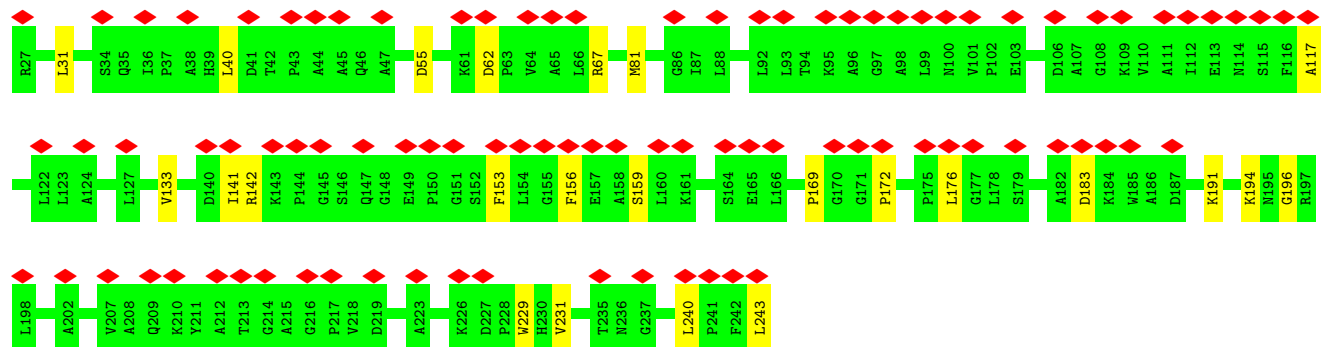 R27 L31 S34 Q35 I36 P37 A38 H39 L40 D41 T42 P43 A44 A45 Q46 A47 D55 K61 D62 P63 V64 A65 L66 R67 M81 G86 I87 L88 L92 L93 T94 K95 A96 G97 A98 L99 N100 V101 P102 E103 D106 A107 G108 K109 V110 A111 I112 E113 N114 S115 F116 A117
L122 L123 A124 L127 V133 D140 I141 R142 K143 P144 G145 S146 Q147 G148 E149 P150 G151 S152 F153 L154 G155 F156 E157 A158 S159 L160 K161 S164 E165 L166 P169 G170 G171 P172 P175 L176 G177 L178 S179 A182 D183 K184 W185 A186 D187 K191 K194 N195 G196 R197
L198 A202 V207 A208 Q209 K210 Y211 A212 T213 G214 A215 G216 P217 V218 D219 A223 K226 D227 P228 W229 H230 V231 T235 N236 Q237 L240 P241 F242 L243